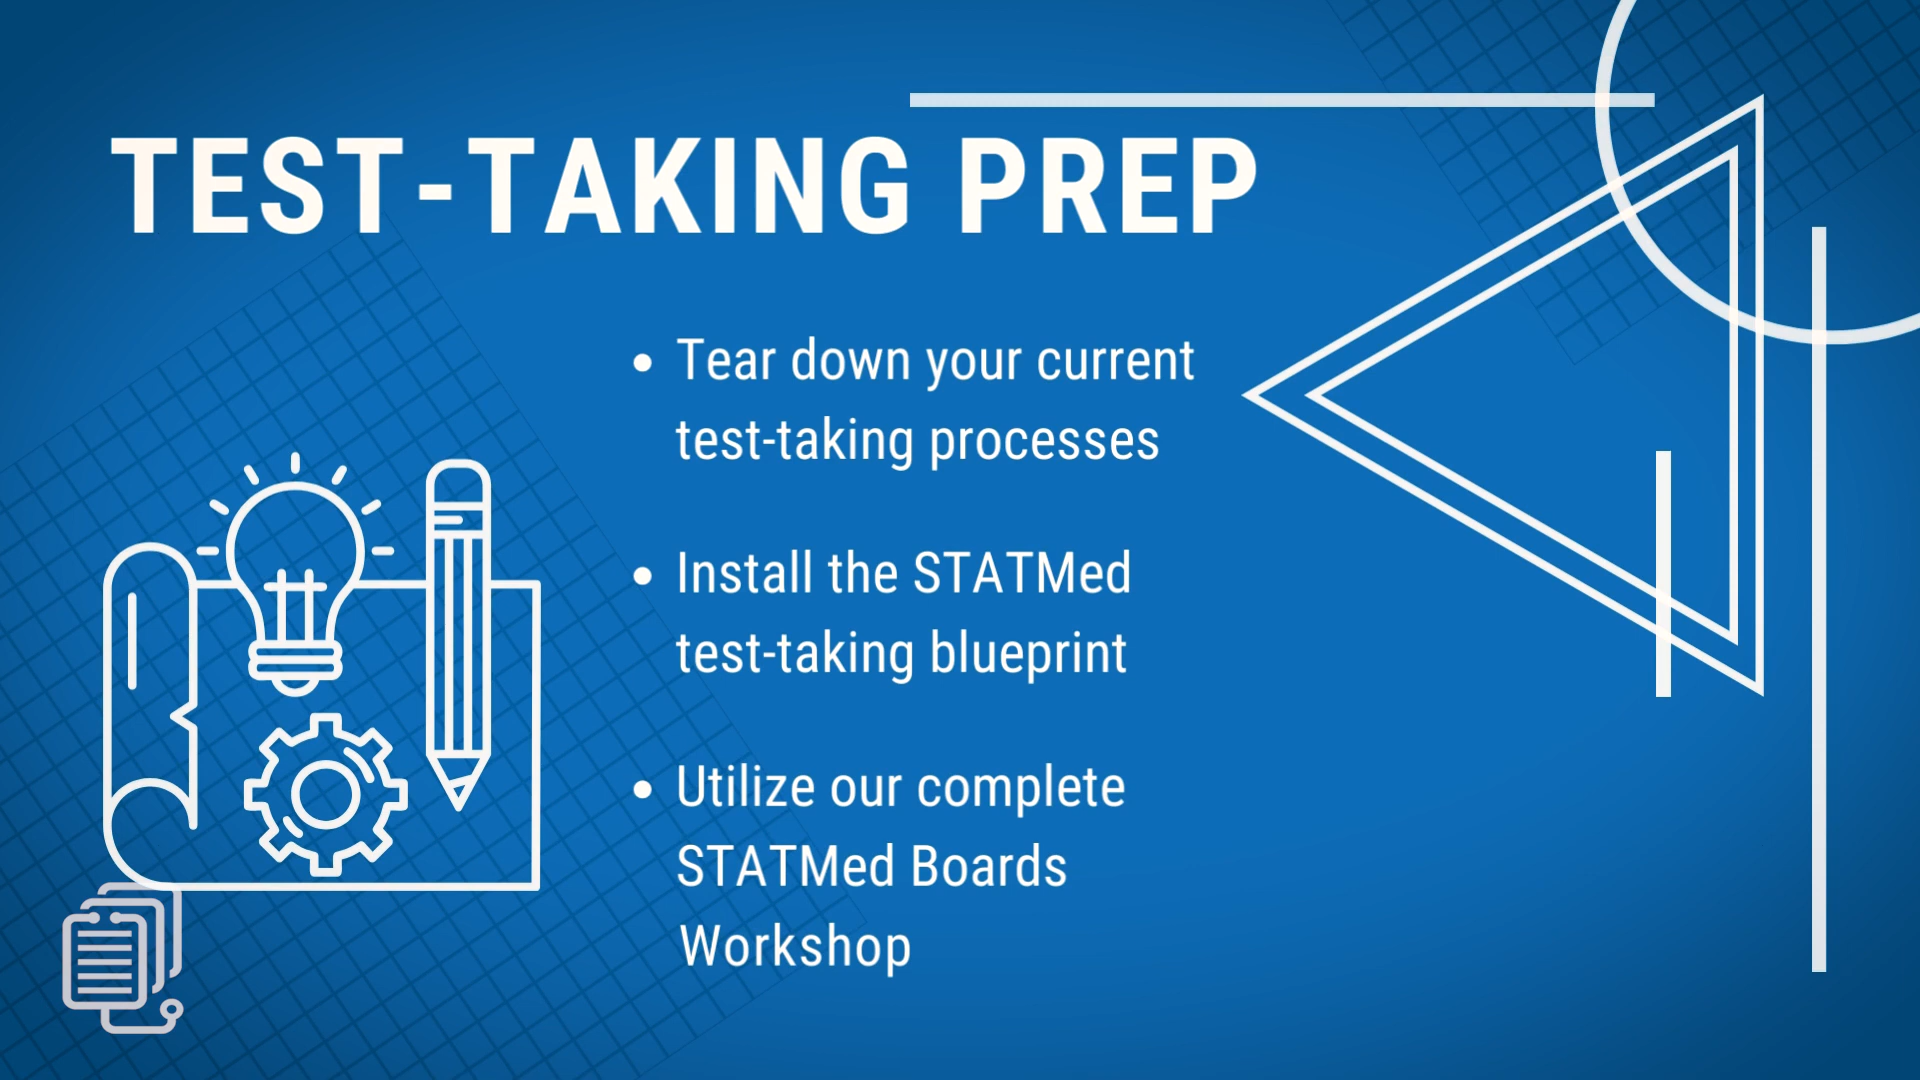 TEST-TAKING PREP
• Tear down your current
test-taking processes
• Install the STATMed
test-taking blueprint
• Utilize our complete
STATMed Boards
Workshop